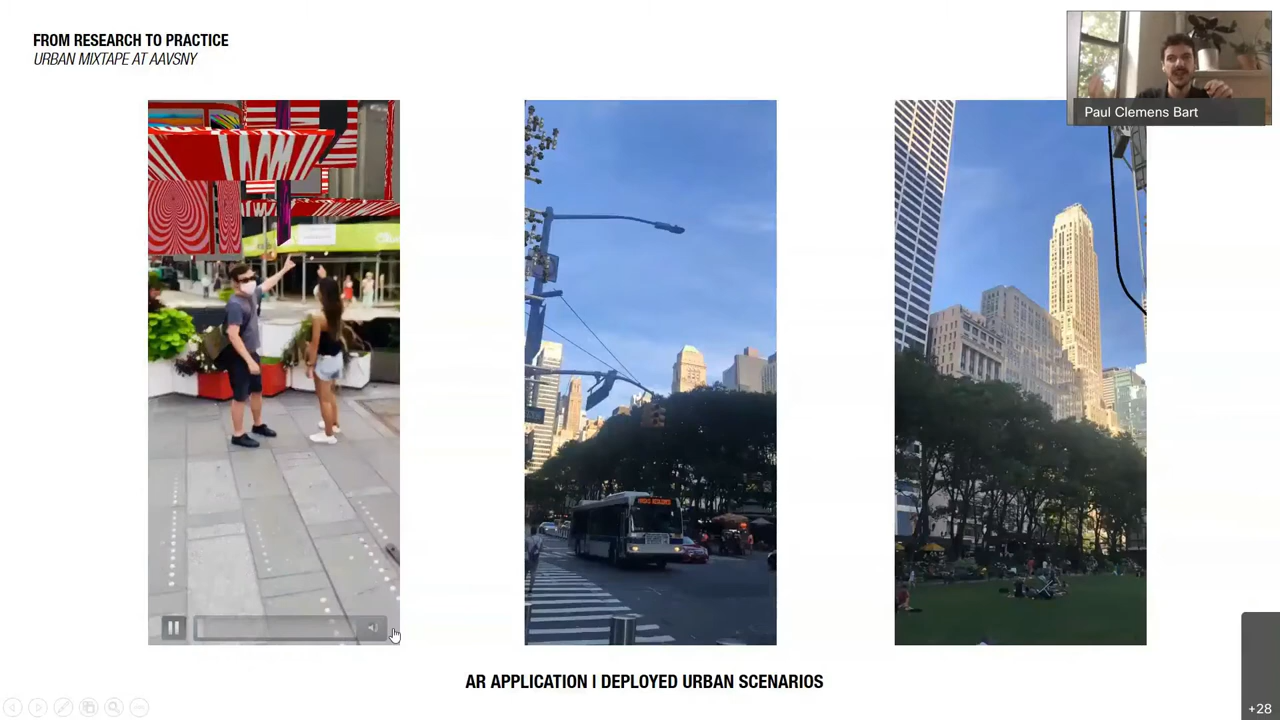 FROM RESEARCH TO PRACTICE
URBAN MIXTAPE AT AAVSNY
Paul Clemens Bart
AR APPLICATION | DEPLOYED URBAN SCENARIOS
+28